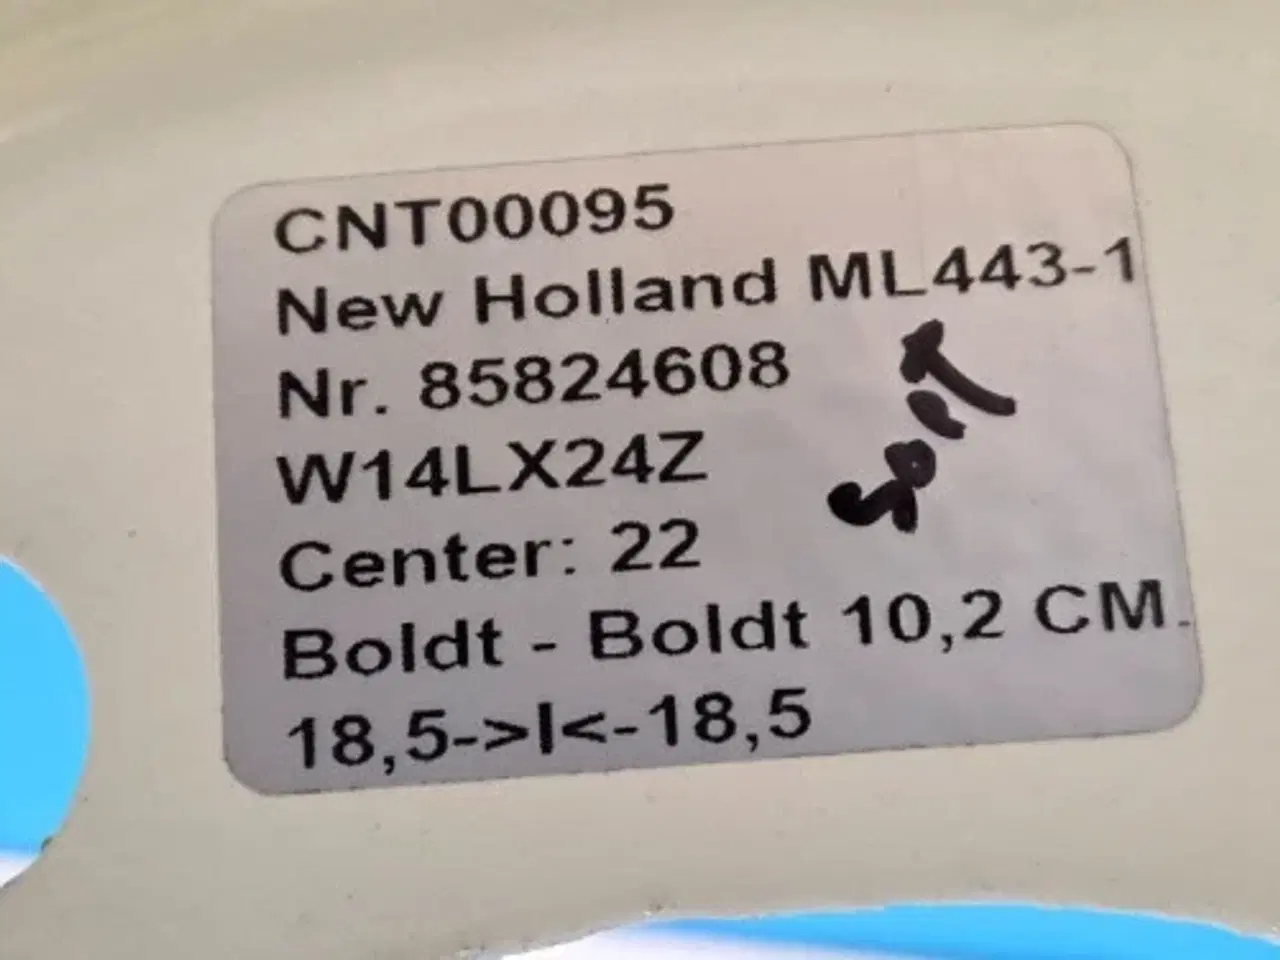 CNT00095
New Holland ML443-1
Nr. 85824608
W14LX24Z
Center: 22
Boldt - Boldt 10,2 CM.
18,5->I<-18,5
SORT